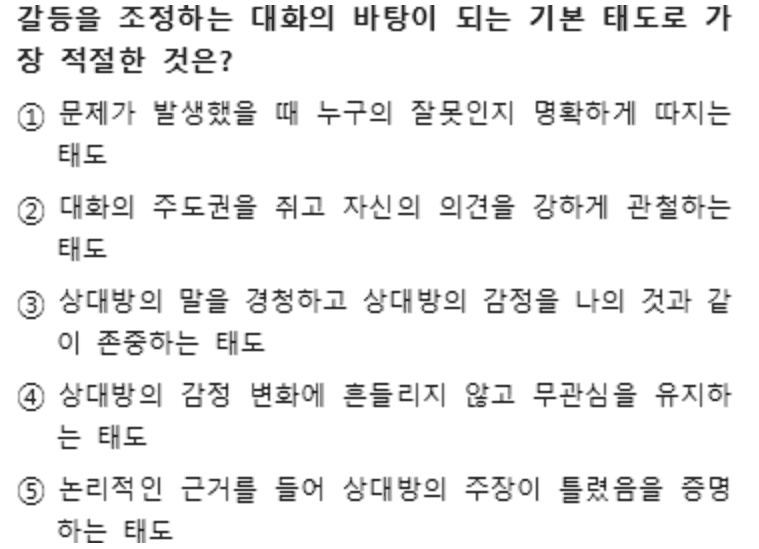 갈등을 조정하는 대화의 바탕이 되는 기본 태도로 가
장 적절한 것은?
① 문제가 발생했을 때 누구의 잘못인지 명확하게 따지는
태도
② 대화의 주도권을 쥐고 자신의 의견을 강하게 관철하는
태도
③ 상대방의 말을 경청하고 상대방의 감정을 나의 것과 같
이 존중하는 태도
④ 상대방의 감정 변화에 흔들리지 않고 무관심을 유지하
는 태도
⑤ 논리적인 근거를 들어 상대방의 주장이 틀렸음을 증명
하는 태도